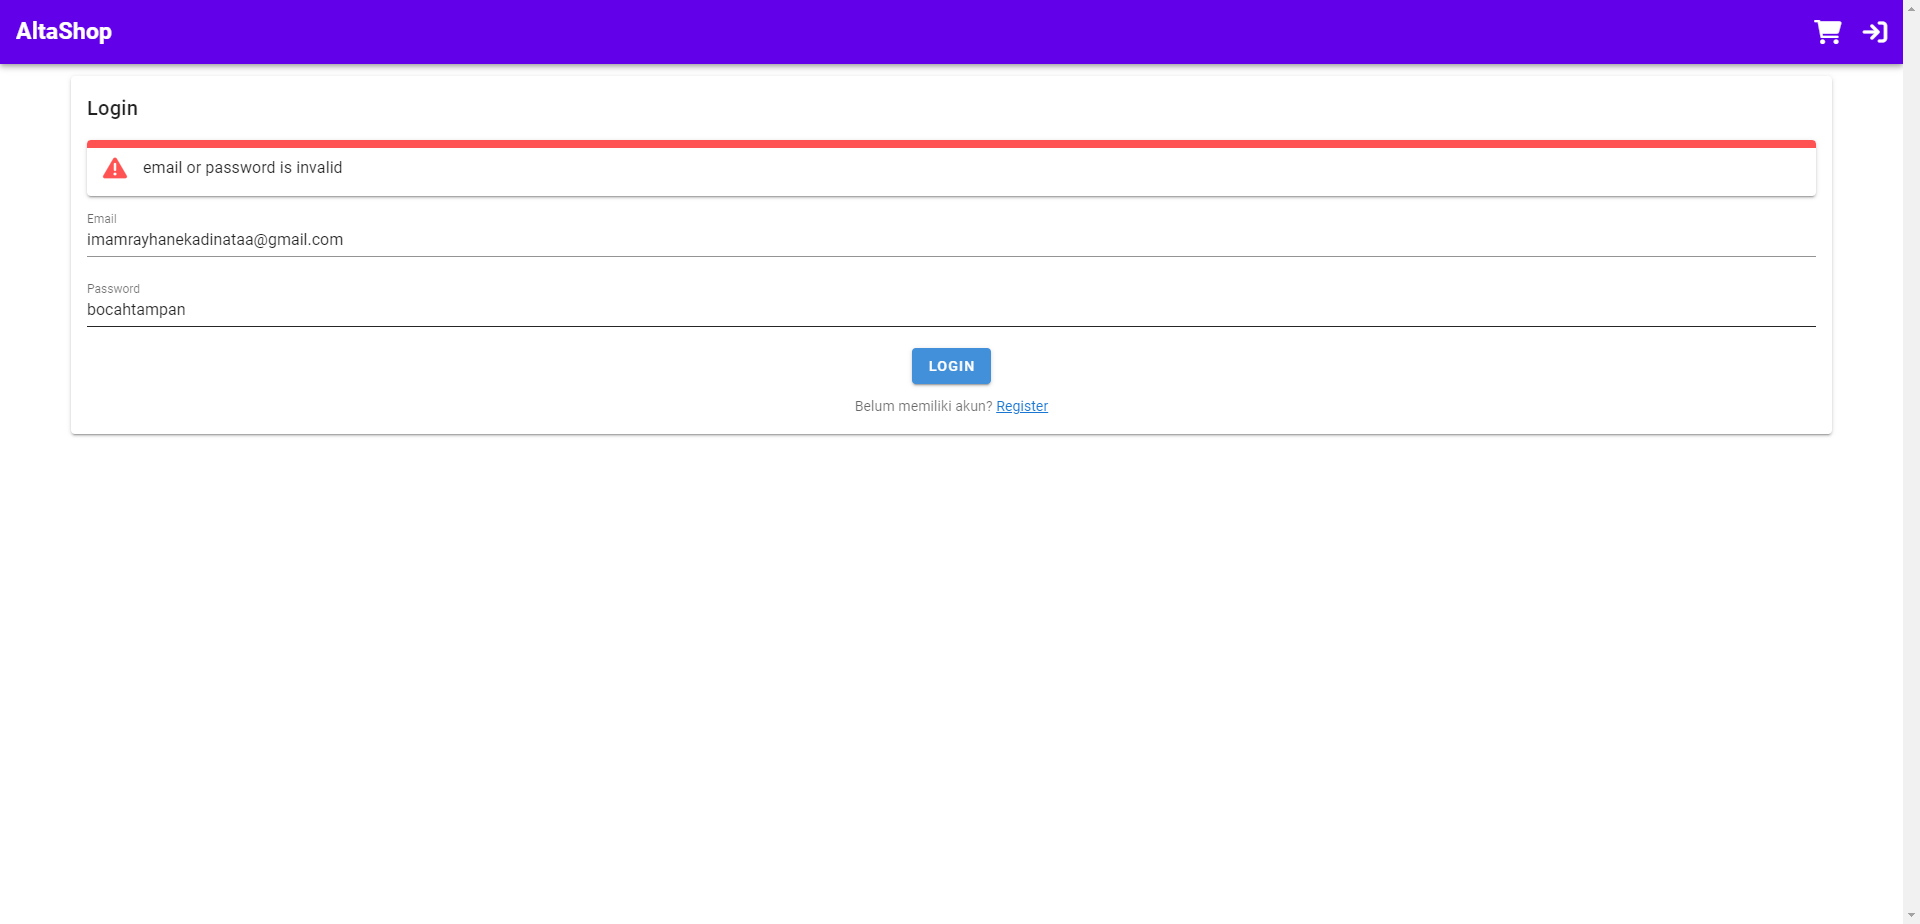 AltaShop
Login
email or password is invalid
Email
imamrayhanekadinataa@gmail.com
Password
bocahtampan
LOGIN
Belum memiliki akun? Register